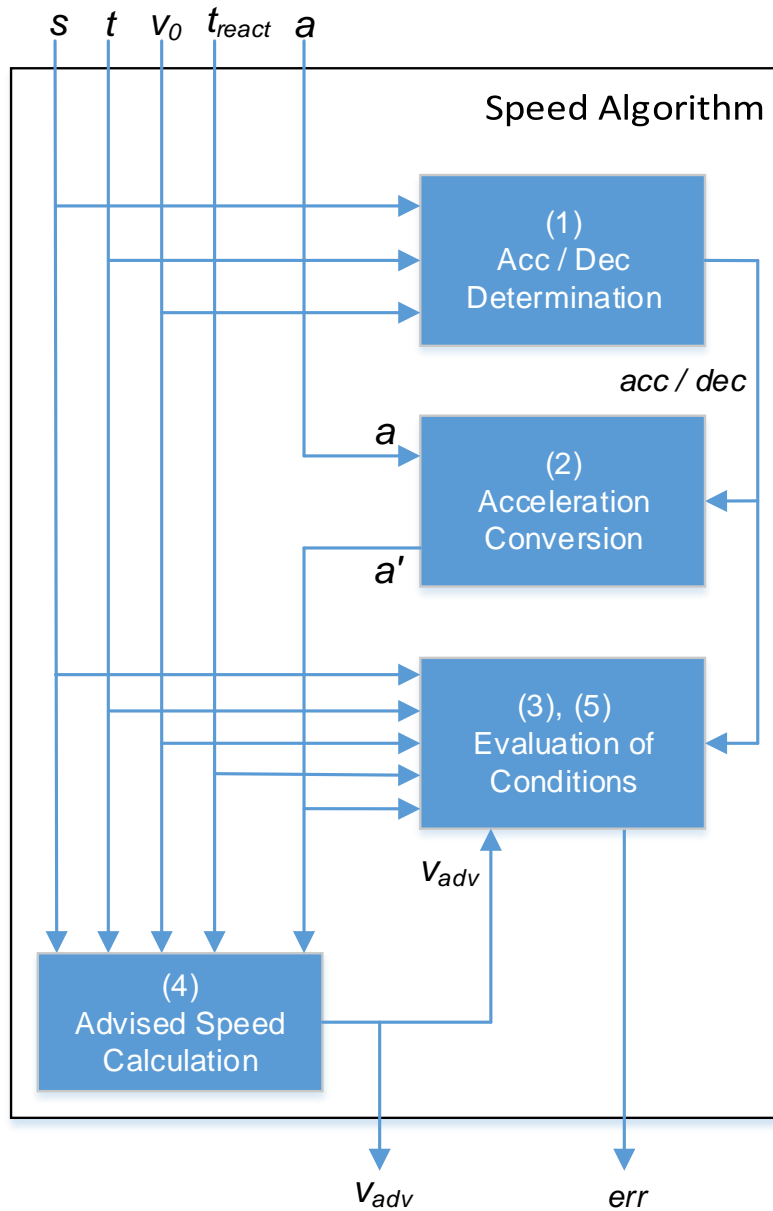 s t v0 treact a
Speed Algorithm
(1)
Acc / Dec
Determination
acc / dec
a
(2)
Acceleration
Conversion
a'
(3), (5)
Evaluation of
Conditions
vadv
(4)
Advised Speed
Calculation
vadv err